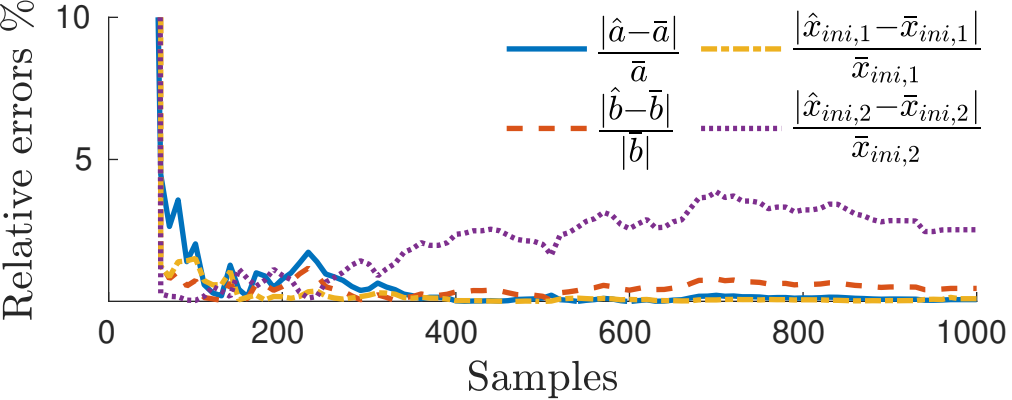 Relative errors %
10
5
|â−ā|
ā
|b̂−b̄|
|b̄|
|x̂ini,1−x̄ini,1|
x̄ini,1
|x̂ini,2−x̄ini,2|
x̄ini,2
0 200 400 600 800 1000
Samples